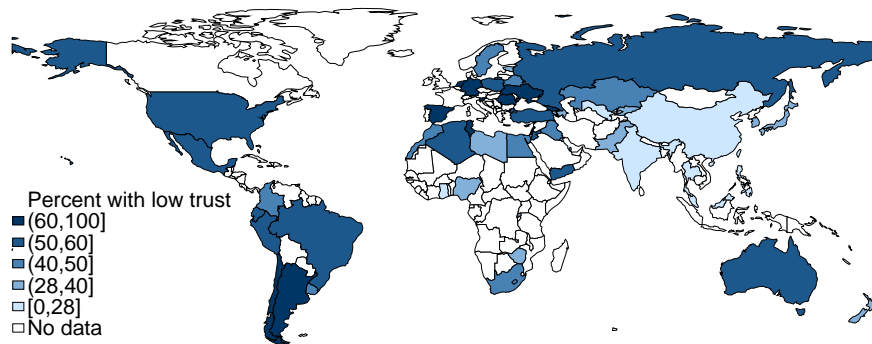 Percent with low trust
(60,100]
(50,60]
(40,50]
(28,40]
[0,28]
No data